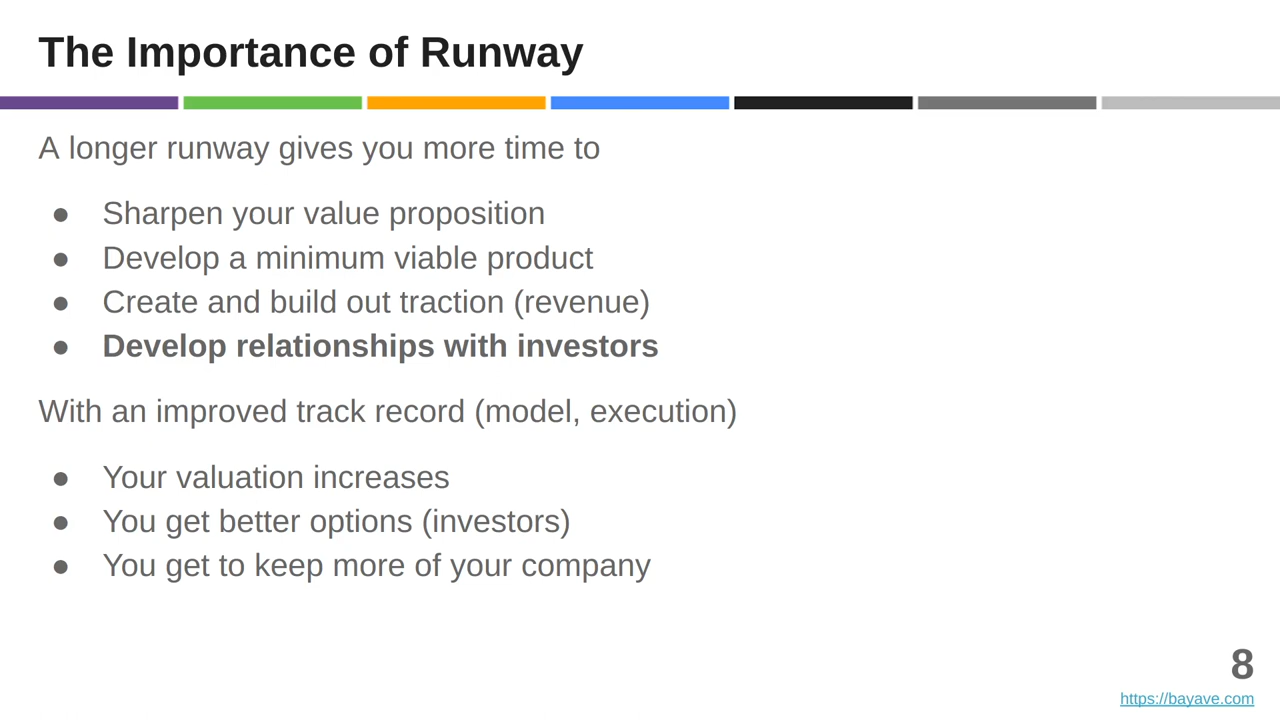 The Importance of Runway
A longer runway gives you more time to
● Sharpen your value proposition
● Develop a minimum viable product
● Create and build out traction (revenue)
● Develop relationships with investors
With an improved track record (model, execution)
● Your valuation increases
● You get better options (investors)
● You get to keep more of your company
8
https://bayave.com